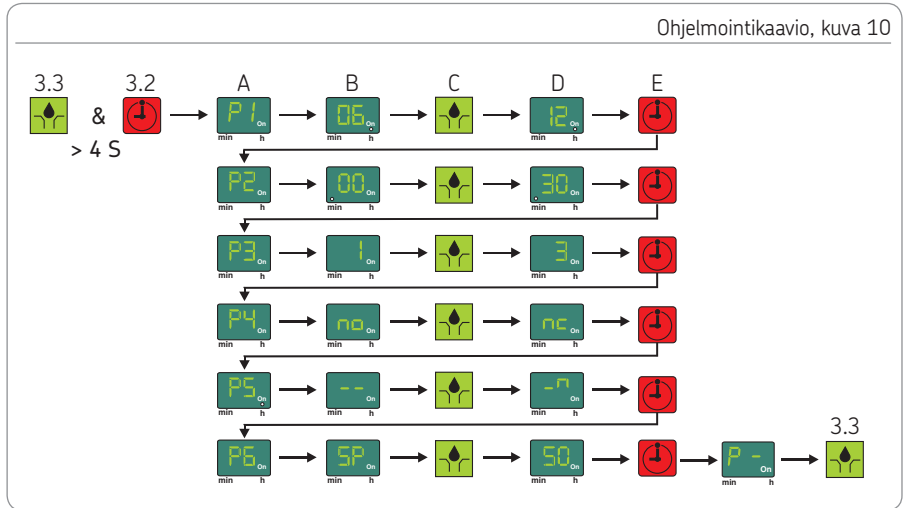 Ohjelmointikaavio, kuva 10
3.3 3.2 A B C D E
& P1 On 06 On 12 On
min h min h min h
> 4 S
P2 On 00 On 30 On
min h min h min h
P3 On 1 On 3 On
min h min h min h
P4 On no On nc On
min h min h min h
P5 On -- On -n On
min h min h min h
3.3
P6 On SP On SO On P - On
min h min h min h min h